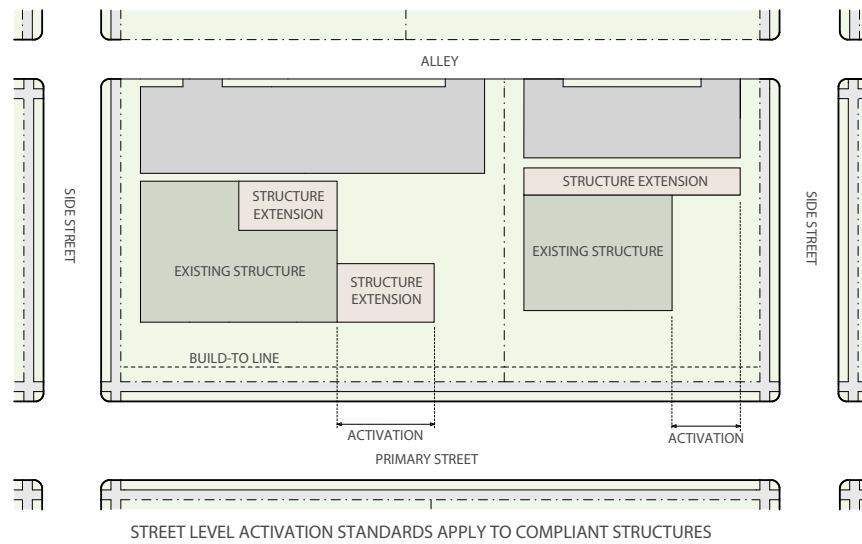 ALLEY
SIDE STREET
STRUCTURE
EXTENSION
STRUCTURE EXTENSION
SIDE STREET
EXISTING STRUCTURE
EXISTING STRUCTURE
STRUCTURE
EXTENSION
BUILD-TO LINE
ACTIVATION
ACTIVATION
PRIMARY STREET
STREET LEVEL ACTIVATION STANDARDS APPLY TO COMPLIANT STRUCTURES